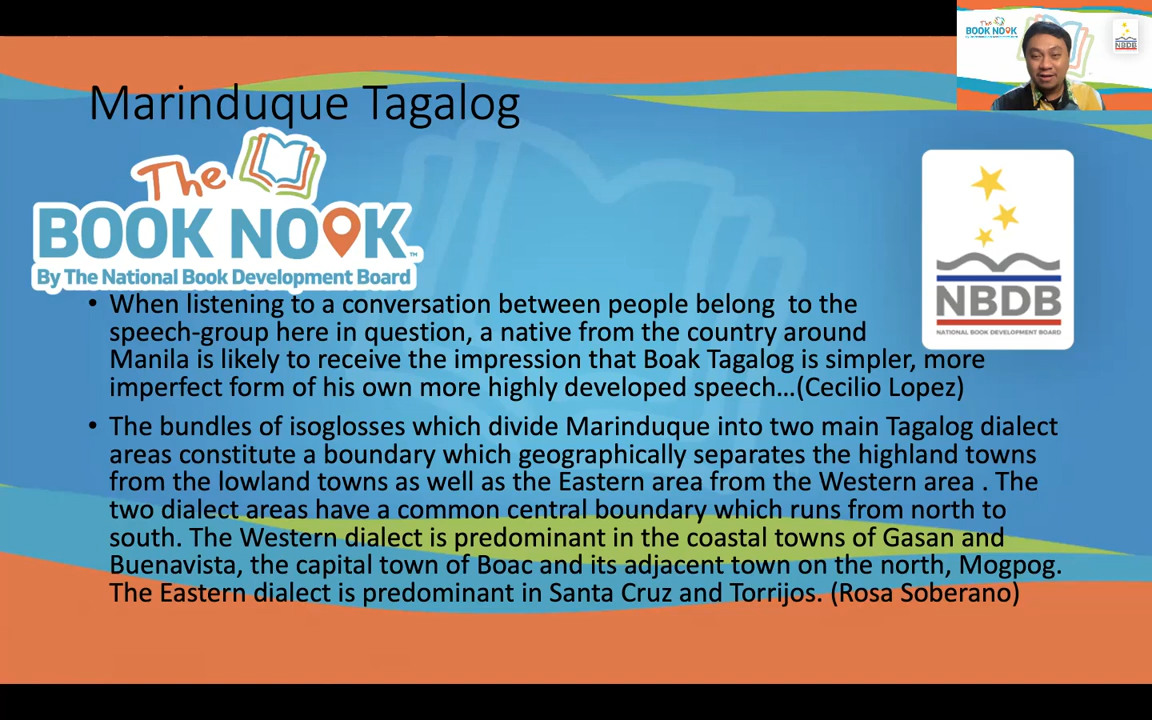 The
BOOK NOOK
NBDB
Marinduque Tagalog
The
BOOK NOOK™
By The National Book Development Board
NBDB
NATIONAL BOOK DEVELOPMENT BOARD
• When listening to a conversation between people belong  to the
speech-group here in question, a native from the country around
Manila is likely to receive the impression that Boak Tagalog is simpler, more
imperfect form of his own more highly developed speech…(Cecilio Lopez)
• The bundles of isoglosses which divide Marinduque into two main Tagalog dialect
areas constitute a boundary which geographically separates the highland towns
from the lowland towns as well as the Eastern area from the Western area . The
two dialect areas have a common central boundary which runs from north to
south. The Western dialect is predominant in the coastal towns of Gasan and
Buenavista, the capital town of Boac and its adjacent town on the north, Mogpog.
The Eastern dialect is predominant in Santa Cruz and Torrijos. (Rosa Soberano)